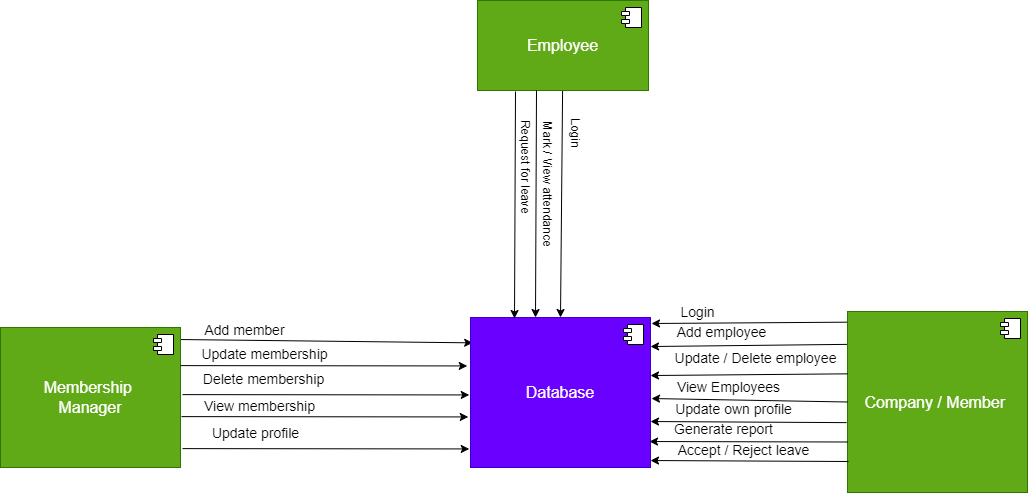 Employee
Request for leave
Mark / View attendance
Login
Membership
Manager
Add member
Update membership
Delete membership
View membership
Update profile
Database
Login
Add employee
Update / Delete employee
View Employees
Update own profile
Generate report
Accept / Reject leave
Company / Member